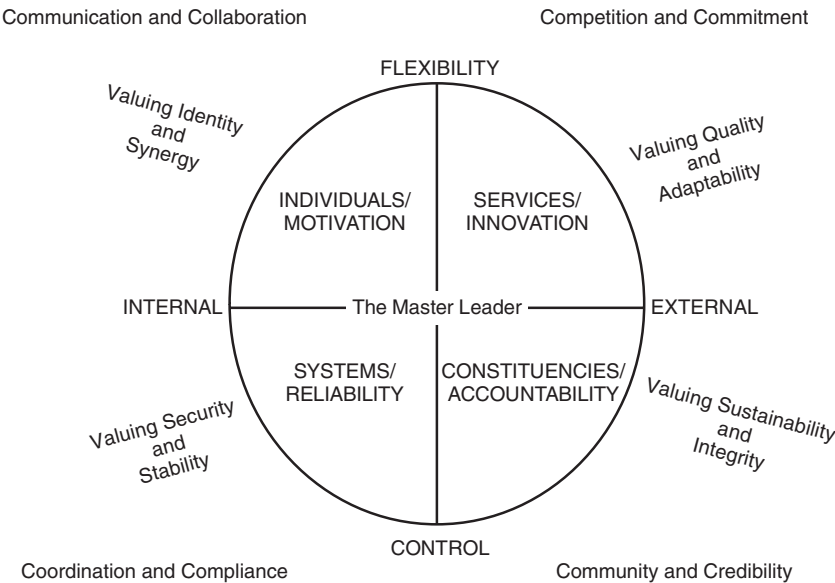 Communication and Collaboration
Competition and Commitment
FLEXIBILITY
Valuing Identity
and
Synergy
Valuing Quality
and
Adaptability
INDIVIDUALS/
MOTIVATION
SERVICES/
INNOVATION
INTERNAL
The Master Leader
EXTERNAL
SYSTEMS/
RELIABILITY
CONSTITUENCIES/
ACCOUNTABILITY
Valuing Security
and
Stability
Valuing Sustainability
and
Integrity
CONTROL
Coordination and Compliance
Community and Credibility